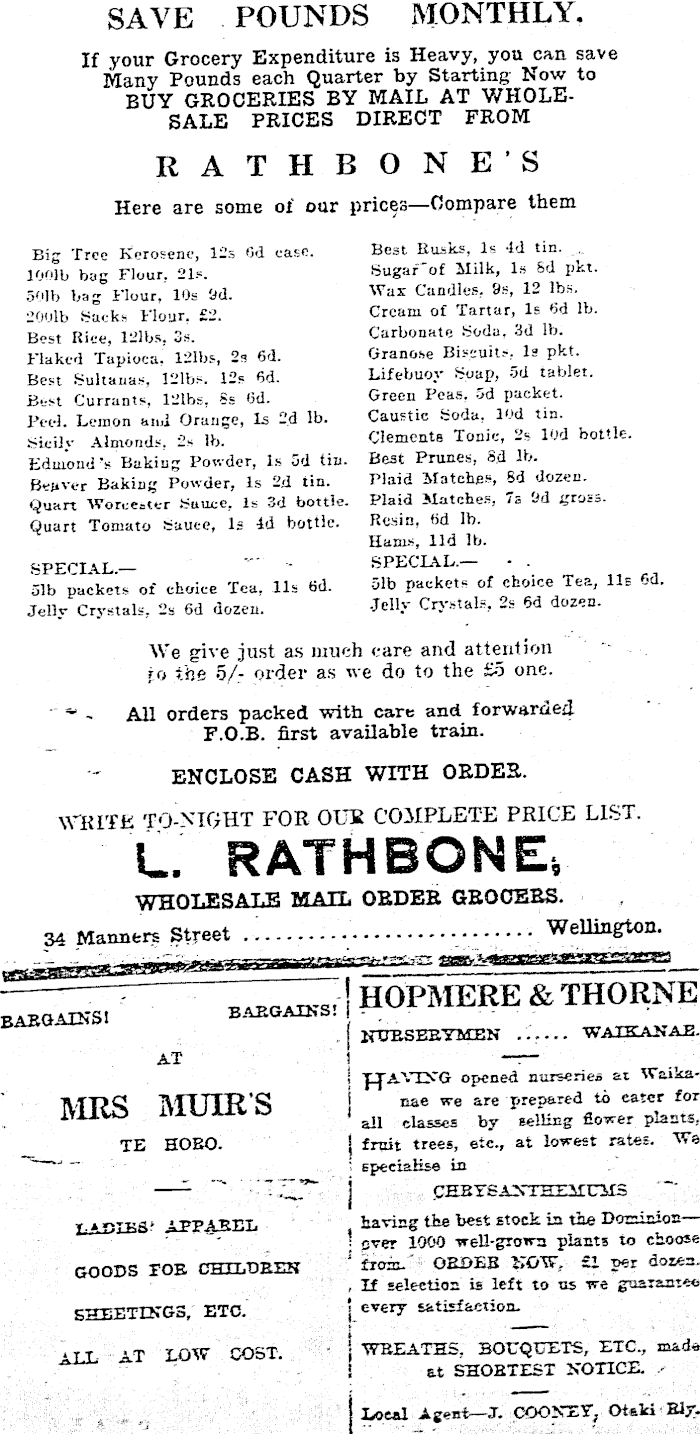 SAVE POUNDS MONTHLY.
If your Grocery Expenditure is Heavy, you can save
Many Pounds each Quarter by Starting Now to
BUY GROCERIES BY MAIL AT WHOLE-
SALE PRICES DIRECT FROM
RATHBONE'S
Here are some of our prices—Compare them
Big Tree Kerosene, 12s 6d case.
100lb bag Flour, 21s.
50lb bag Flour, 10s 9d.
200lb Sacks Flour, £2.
Best Rice, 12lbs, 3s.
Flaked Tapioca, 12lbs, 2s 6d.
Best Sultanas, 12lbs. 12s 6d.
Best Currants, 12lbs, 8s 6d.
Peel. Lemon and Orange, 1s 2d lb.
Sicily Almonds, 2s lb.
Edmond's Baking Powder, 1s 5d tin.
Beaver Baking Powder, 1s 2d tin.
Quart Worcester Sauce, 1s 3d bottle.
Quart Tomato Sauce, 1s 4d bottle.
SPECIAL.—
5lb packets of choice Tea, 11s 6d.
Jelly Crystals, 2s 6d dozen.
Best Rusks, 1s 4d tin.
Sugar of Milk, 1s 8d pkt.
Wax Candles, 9s, 12 lbs.
Cream of Tartar, 1s 6d lb.
Carbonate Soda, 3d lb.
Granose Biscuits, 1s pkt.
Lifebuoy Soap, 5d tablet.
Green Peas, 5d packet.
Caustic Soda, 10d tin.
Clements Tonic, 2s 10d bottle.
Best Prunes, 8d lb.
Plaid Matches, 8d dozen.
Plaid Matches, 7s 9d gross.
Resin, 6d lb.
Hams, 11d lb.
SPECIAL.—
5lb packets of choice Tea, 11s 6d.
Jelly Crystals, 2s 6d dozen.
We give just as much care and attention
to the 5/- order as we do to the £5 one.
All orders packed with care and forwarded
F.O.B. first available train.
ENCLOSE CASH WITH ORDER.
WRITE TO-NIGHT FOR OUR COMPLETE PRICE LIST.
L. RATHBONE,
WHOLESALE MAIL ORDER GROCERS.
34 Manners Street ........................... Wellington.
BARGAINS! BARGAINS!
AT
MRS MUIR'S
TE HORO.
LADIES' APPAREL
GOODS FOR CHILDREN
SHEETINGS, ETC.
ALL AT LOW COST.
HOPMERE & THORNE
NURSERYMEN ...... WAIKANAE.
HAVING opened nurseries at Waika-
nae we are prepared to cater for
all classes by selling flower plants,
fruit trees, etc., at lowest rates. We
specialise in
CHRYSANTHEMUMS
having the best stock in the Dominion—
over 1000 well-grown plants to choose
from. ORDER NOW, £1 per dozen.
If selection is left to us we guarantee
every satisfaction.
WREATHS, BOUQUETS, ETC., made
at SHORTEST NOTICE.
Local Agent—J. COONEY, Otaki Rly.